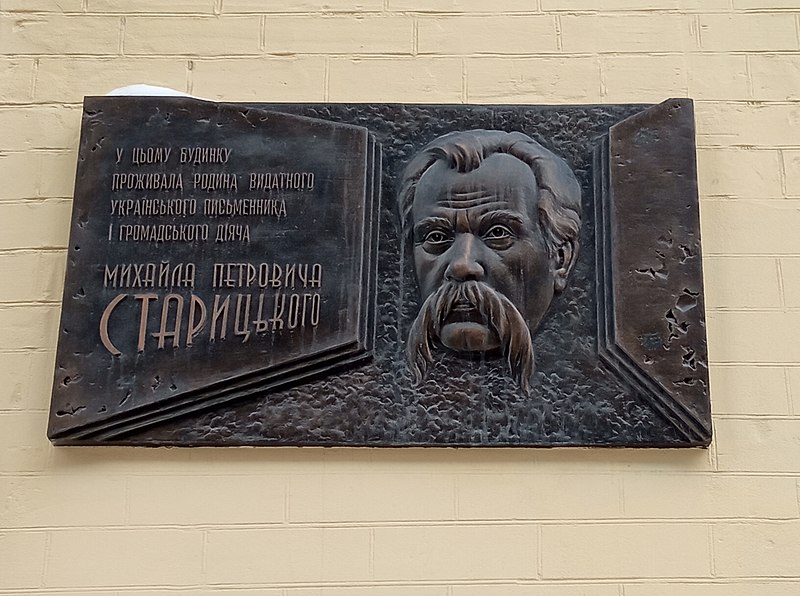 У ЦЬОМУ БУДИНКУ
ПРОЖИВАЛА РОДИНА ВИДАТНОГО
УКРАЇНСЬКОГО ПИСЬМЕННИКА
І ГРОМАДСЬКОГО ДІЯЧА
МИХАЙЛА ПЕТРОВИЧА
СТАРИЦЬКОГО